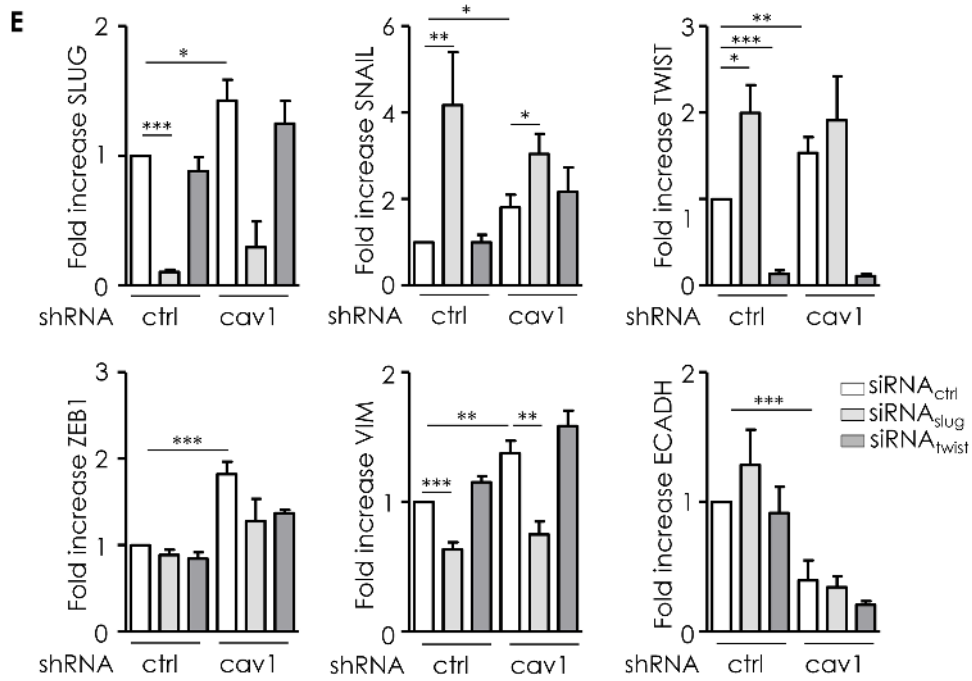 E
Fold increase SLUG
2
1
0
*
***
shRNA ctrl cav1
Fold increase SNAIL
6
4
2
0
*
**
*
shRNA ctrl cav1
Fold increase TWIST
3
2
1
0
**
***
*
shRNA ctrl cav1
Fold increase ZEB1
3
2
1
0
***
shRNA ctrl cav1
Fold increase VIM
2
1
0
** **
***
shRNA ctrl cav1
Fold increase ECADH
2
1
0
***
shRNA ctrl cav1
siRNActrl
siRNAslug
siRNAtwist